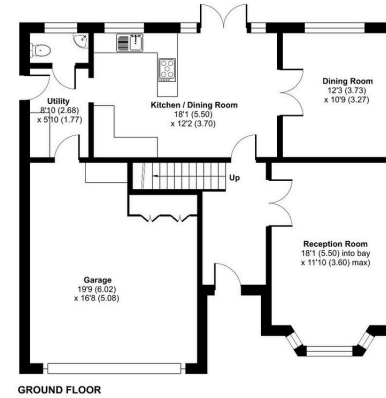 Utility
8'10 (2.68)
x 5'10 (1.77)
Kitchen / Dining Room
18'1 (5.50)
x 12'2 (3.70)
Dining Room
12'3 (3.73)
x 10'9 (3.27)
Up
Reception Room
18'1 (5.50) into bay
x 11'10 (3.60) max)
Garage
19'9 (6.02)
x 16'8 (5.08)
GROUND FLOOR